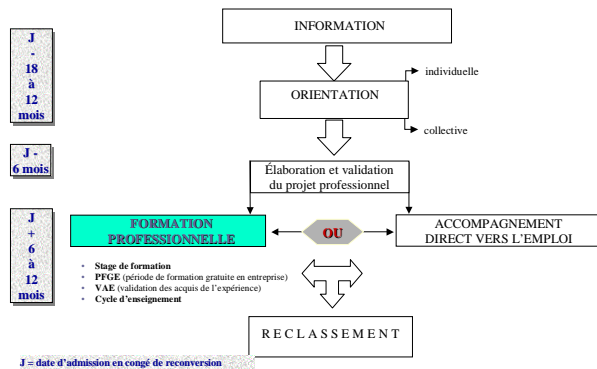 INFORMATION
J
-
18
à
12
mois
individuelle
ORIENTATION
collective
J -
6 mois
Élaboration et validation
du projet professionnel
J
+
6
à
12
mois
FORMATION
PROFESSIONNELLE
OU
ACCOMPAGNEMENT
DIRECT VERS L'EMPLOI
• Stage de formation
• PFGE (période de formation gratuite en entreprise)
• VAE (validation des acquis de l'expérience)
• Cycle d'enseignement
RECLASSEMENT
J = date d'admission en congé de reconversion